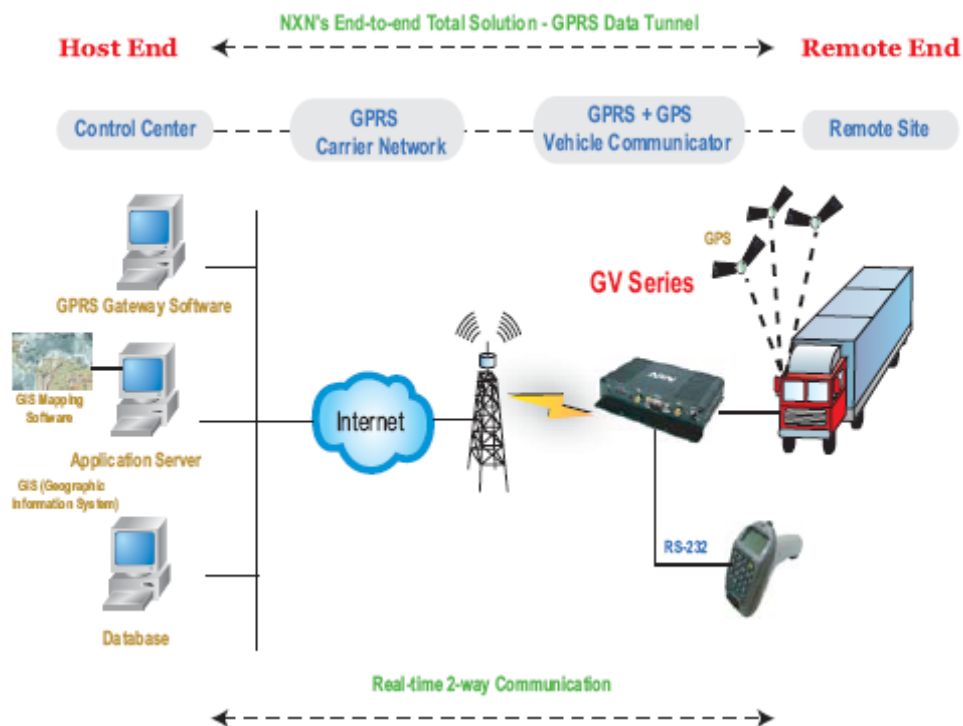 NXN's End-to-end Total Solution - GPRS Data Tunnel
Host End
Remote End
Control Center
GPRS
Carrier Network
GPRS + GPS
Vehicle Communicator
Remote Site
GPS
GV Series
GPRS Gateway Software
NXN
GIS Mapping
Software
Internet
Application Server
GIS (Geographic
Information System)
RS-232
Database
Real-time 2-way Communication